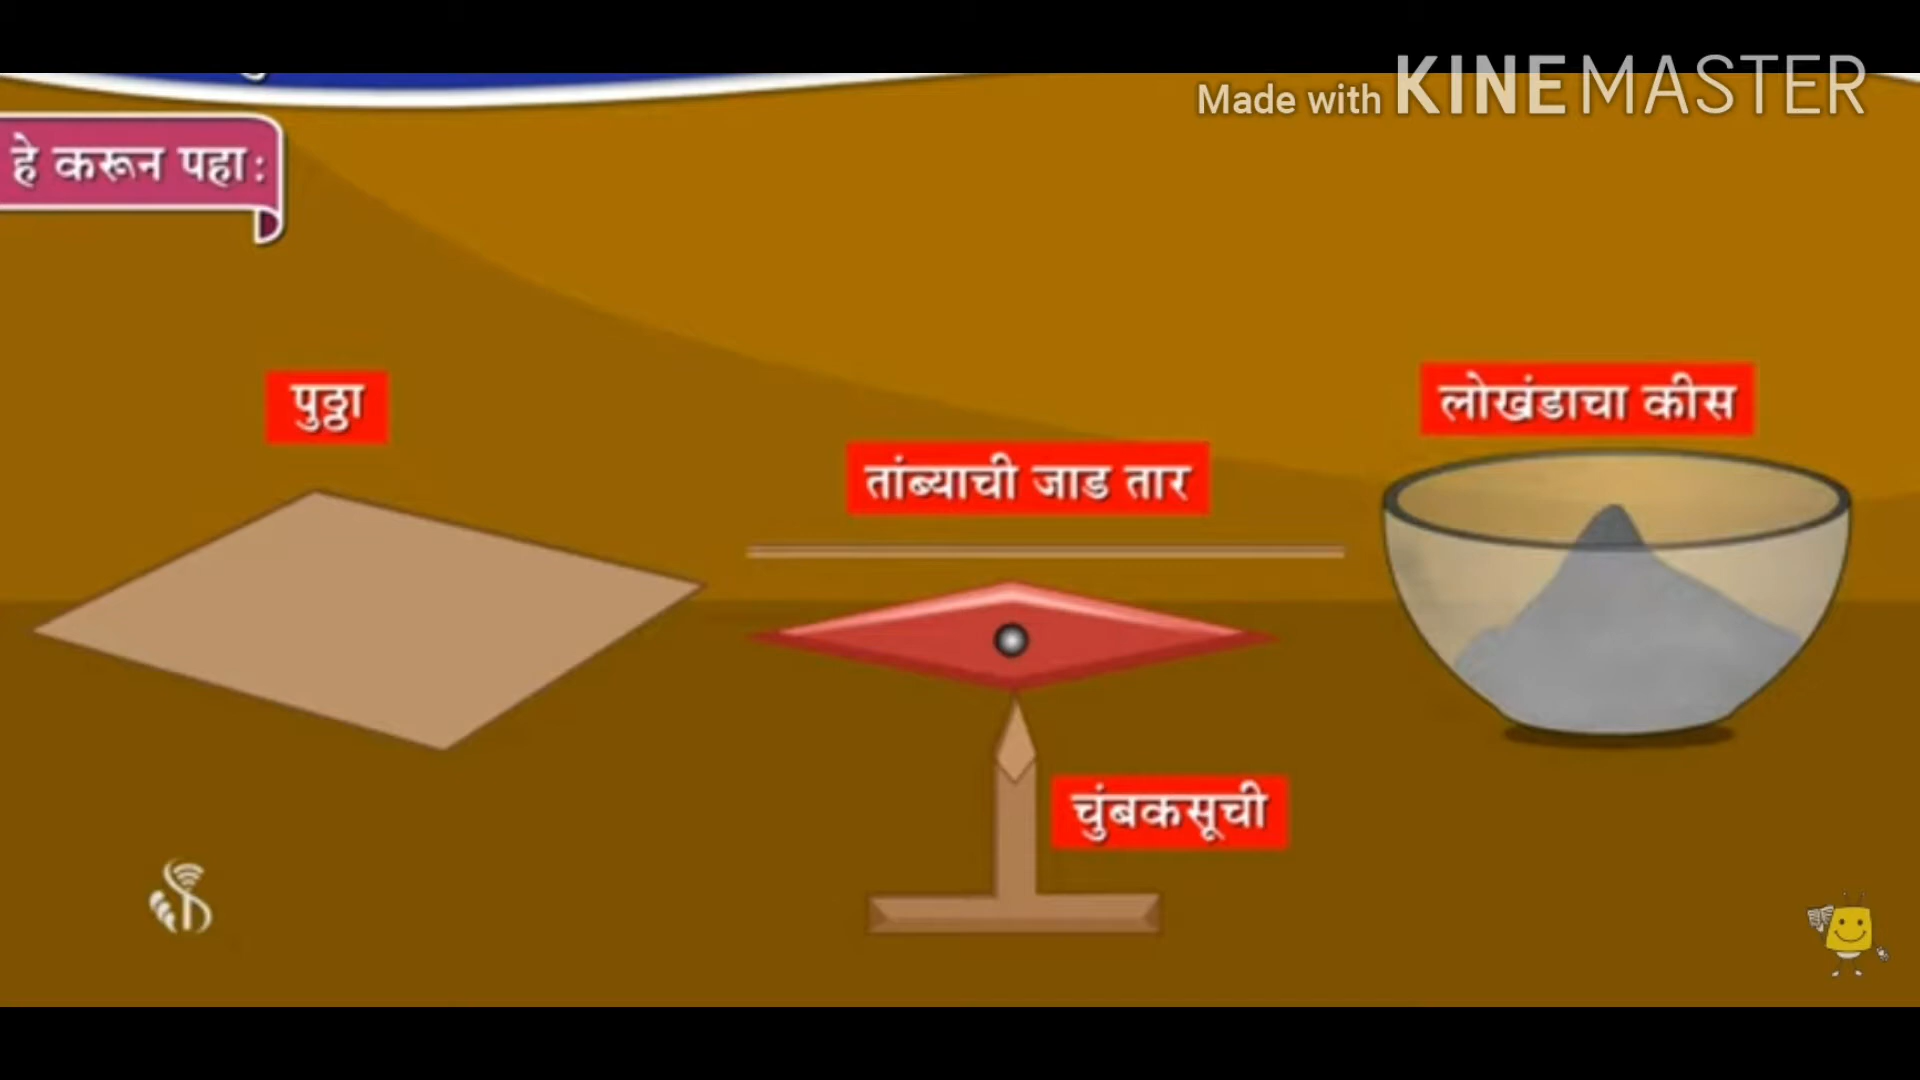 Made with KINEMASTER
हे करून पहा:
पुठ्ठा
तांब्याची जाड तार
लोखंडाचा कीस
चुंबकसूची